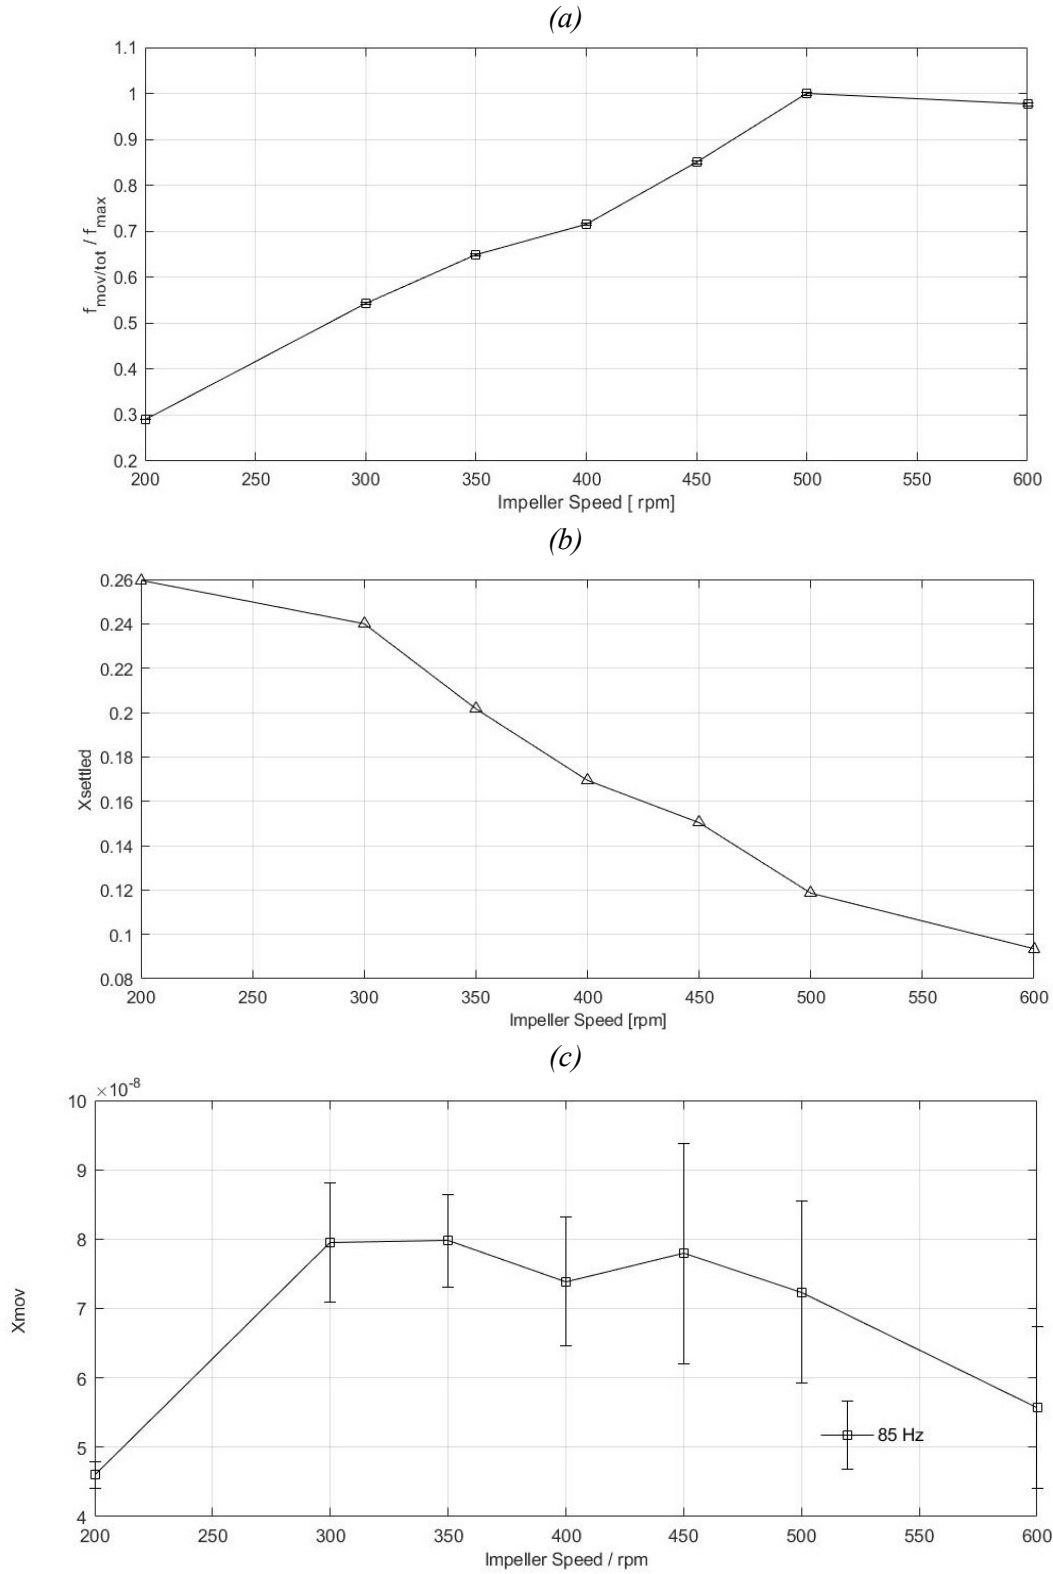 (a)
1.1
1
0.9
0.8
0.7
0.6
0.5
0.4
0.3
0.2
f_mov/tot / f_max
200 250 300 350 400 450 500 550 600
Impeller Speed [ rpm]
(b)
0.26
0.24
0.22
0.2
0.18
0.16
0.14
0.12
0.1
0.08
Xsettled
200 250 300 350 400 450 500 550 600
Impeller Speed [rpm]
(c)
×10^-8
10
9
8
7
6
5
4
Xmov
85 Hz
200 250 300 350 400 450 500 550 600
Impeller Speed / rpm